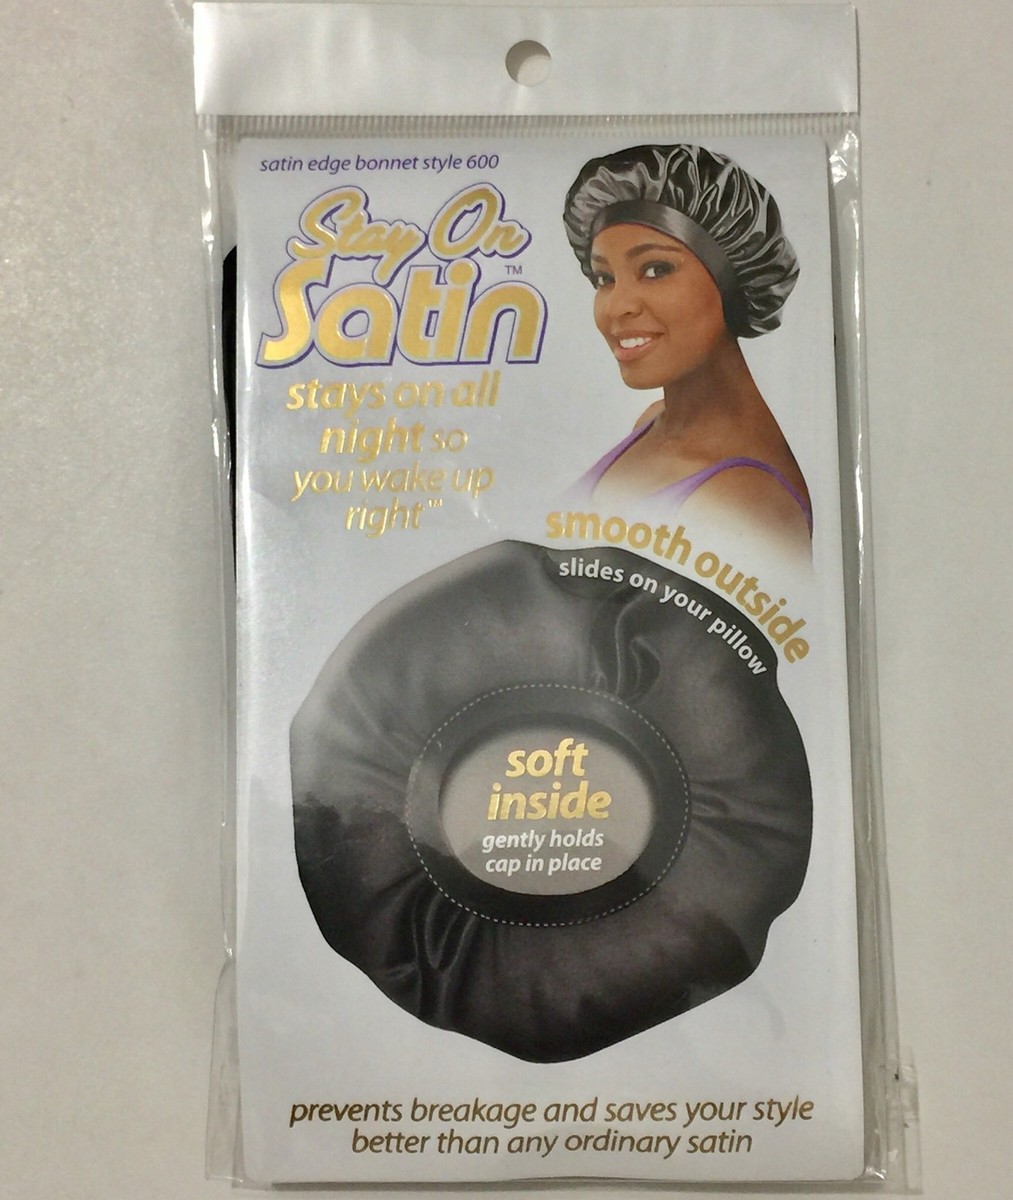 satin edge bonnet style 600
Stay On
Satin™
stays on all
night so
you wake up
right™
smooth outside
slides on your pillow
soft
inside
gently holds
cap in place
prevents breakage and saves your style
better than any ordinary satin